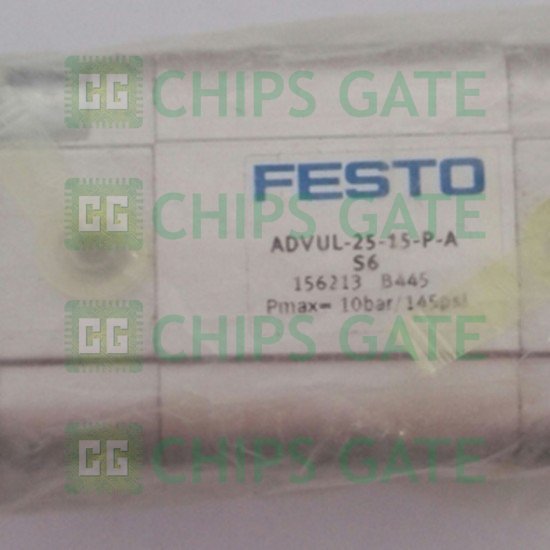 CG CHIPS GATE
FESTO
CG CHIPS GATE
ADVUL-25-15-P-A
S6
156213 B445
Pmax= 10bar/145psi
CG CHIPS GATE
CG CHIPS GATE